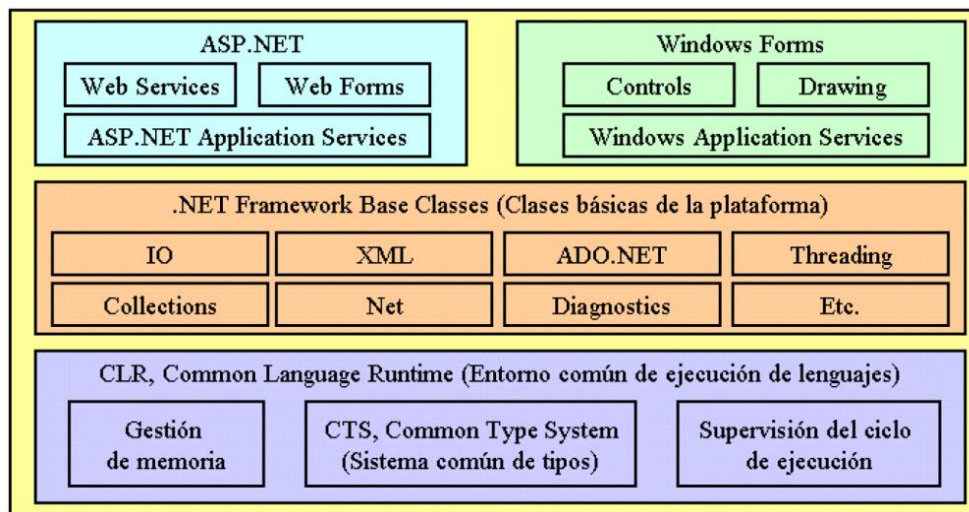 ASP.NET
Web Services
Web Forms
ASP.NET Application Services
Windows Forms
Controls
Drawing
Windows Application Services
.NET Framework Base Classes (Clases básicas de la plataforma)
IO
XML
ADO.NET
Threading
Collections
Net
Diagnostics
Etc.
CLR, Common Language Runtime (Entorno común de ejecución de lenguajes)
Gestión
de memoria
CTS, Common Type System
(Sistema común de tipos)
Supervisión del ciclo
de ejecución